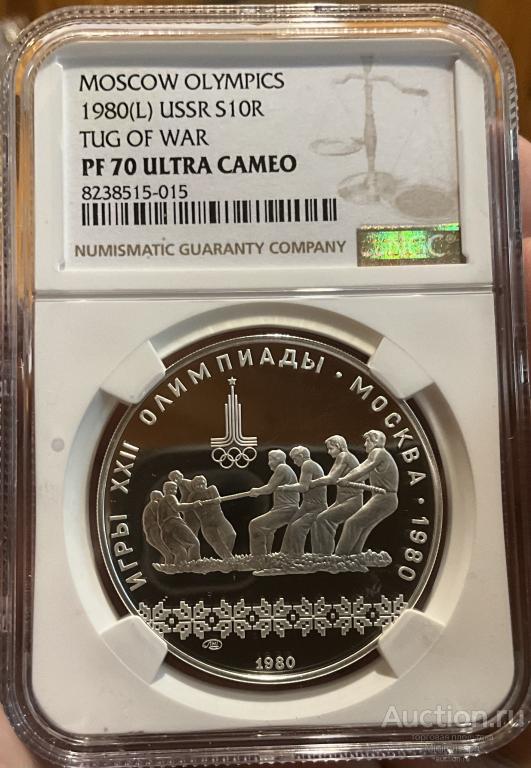 MOSCOW OLYMPICS
1980(L) USSR S10R
TUG OF WAR
PF 70 ULTRA CAMEO
8238515-015
NUMISMATIC GUARANTY COMPANY
ИГРЫ XXII ОЛИМПИАДЫ • МОСКВА • 1980
1980
Auction.ru